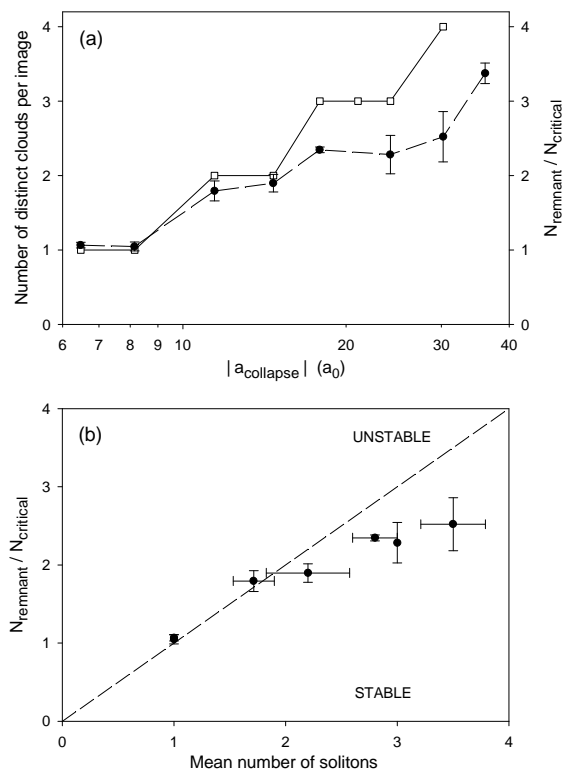 (a)
Number of distinct clouds per image
4
3
2
1
0
N_remnant / N_critical
4
3
2
1
0
6 7 8 9 10 20 30 40
| a_collapse | (a_0)
(b)
UNSTABLE
STABLE
N_remnant / N_critical
4
3
2
1
0
0 1 2 3 4
Mean number of solitons